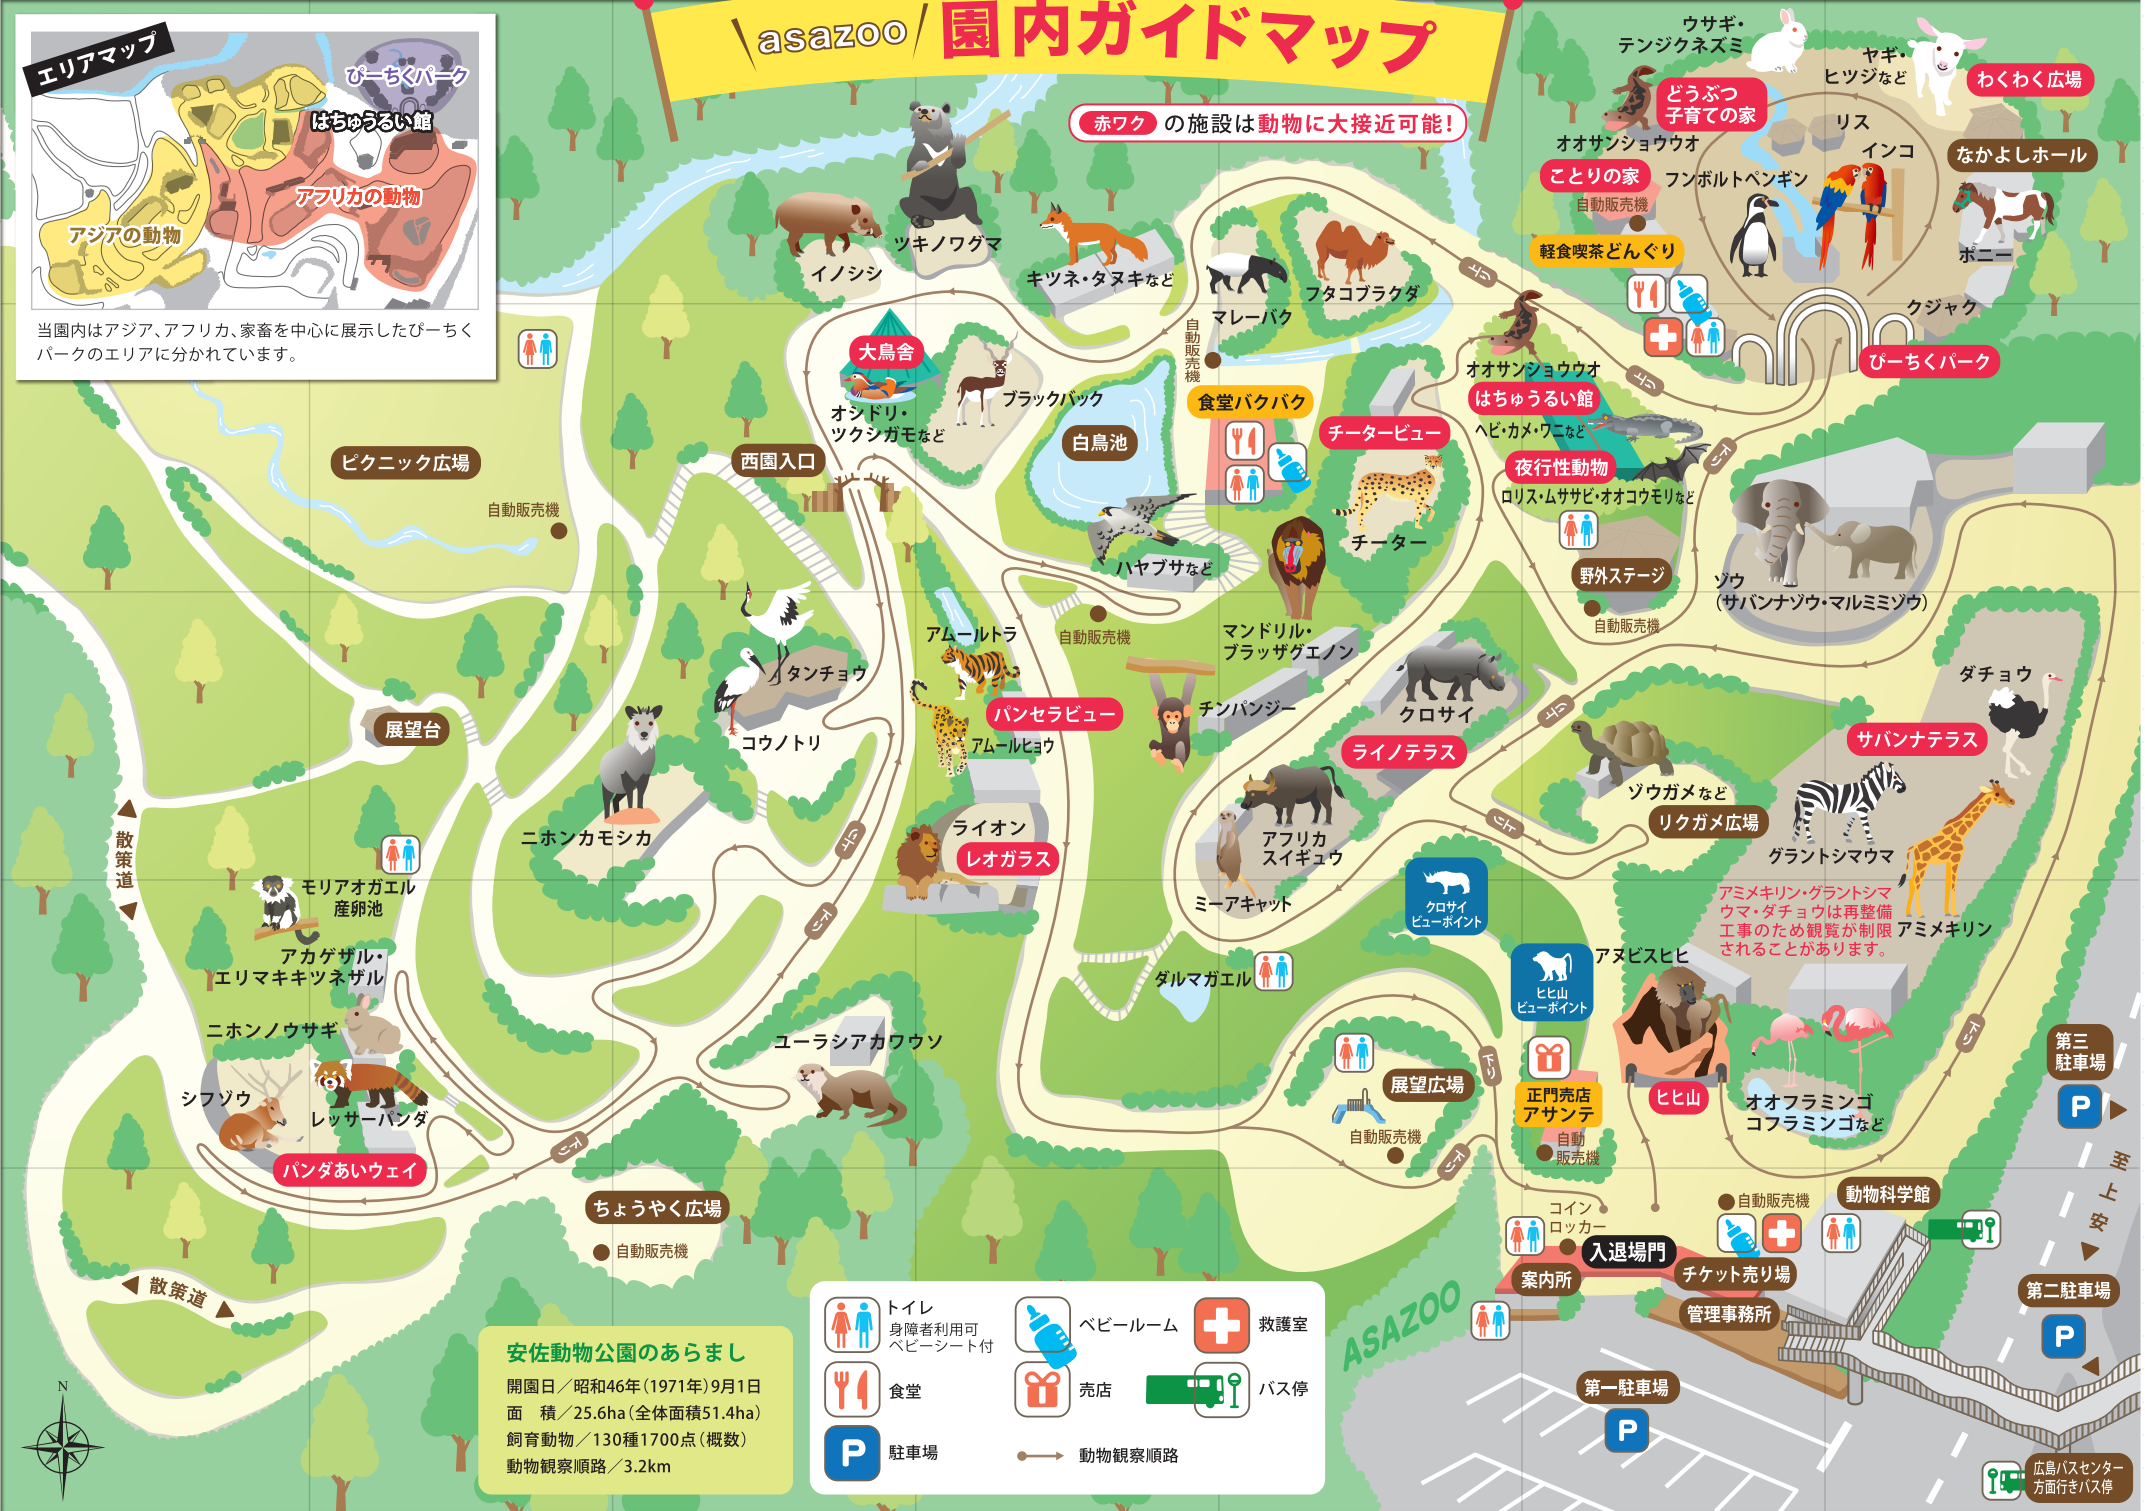 エリアマップ
ぴーちくパーク
はちゅうるい館
アフリカの動物
アジアの動物
当園内はアジア、アフリカ、家畜を中心に展示したぴーちく
パークのエリアに分かれています。
asazoo 園内ガイドマップ
赤ワク の施設は動物に大接近可能!
ウサギ・
テンジクネズミ
ヤギ・
ヒツジなど
わくわく広場
どうぶつ
子育ての家
オオサンショウウオ
リス
インコ
なかよしホール
ことりの家
フンボルトペンギン
自動販売機
軽食喫茶どんぐり
ポニー
クジャク
ぴーちくパーク
イノシシ
ツキノワグマ
キツネ・タヌキなど
マレーバク
フタコブラクダ
上り
上り
大鳥舎
オシドリ・
ツクシガモなど
ブラックバック
白鳥池
自動販売機
食堂バクバク
チータービュー
チーター
オオサンショウウオ
はちゅうるい館
ヘビ・カメ・ワニなど
夜行性動物
ロリス・ムササビ・オオコウモリなど
下り
野外ステージ
自動販売機
ゾウ
(サバンナゾウ・マルミミゾウ)
ピクニック広場
自動販売機
西園入口
ハヤブサなど
自動販売機
マンドリル・
ブラッザグエノン
アムールトラ
タンチョウ
コウノトリ
パンセラビュー
アムールヒョウ
チンパンジー
クロサイ
ライノテラス
上り
上り
ダチョウ
サバンナテラス
ゾウガメなど
リクガメ広場
グラントシマウマ
アミメキリン・グラントシマ
ウマ・ダチョウは再整備
工事のため観覧が制限
されることがあります。
アミメキリン
展望台
散策道
ニホンカモシカ
下り
下り
ライオン
レオガラス
アフリカ
スイギュウ
ミーアキャット
クロサイ
ビューポイント
モリアオガエル
産卵池
アカゲザル・
エリマキキツネザル
ダルマガエル
ヒヒ山
ビューポイント
アヌビスヒヒ
ニホンノウサギ
ユーラシアカワウソ
シフゾウ
レッサーパンダ
パンダあいウェイ
下り
展望広場
自動販売機
下り
下り
正門売店
アサンテ
自動
販売機
ヒヒ山
オオフラミンゴ
コフラミンゴなど
下り
第三
駐車場
P
至上安
ちょうやく広場
自動販売機
散策道
コイン
ロッカー
入退場門
案内所
自動販売機
動物科学館
チケット売り場
管理事務所
第二駐車場
P
ASAZOO
第一駐車場
P
広島バスセンター
方面行きバス停
N
安佐動物公園のあらまし
開園日/昭和46年(1971年)9月1日
面 積/25.6ha(全体面積51.4ha)
飼育動物/130種1700点(概数)
動物観察順路/3.2km
トイレ
身障者利用可
ベビーシート付
ベビールーム
救護室
食堂
売店
バス停
P 駐車場
動物観察順路